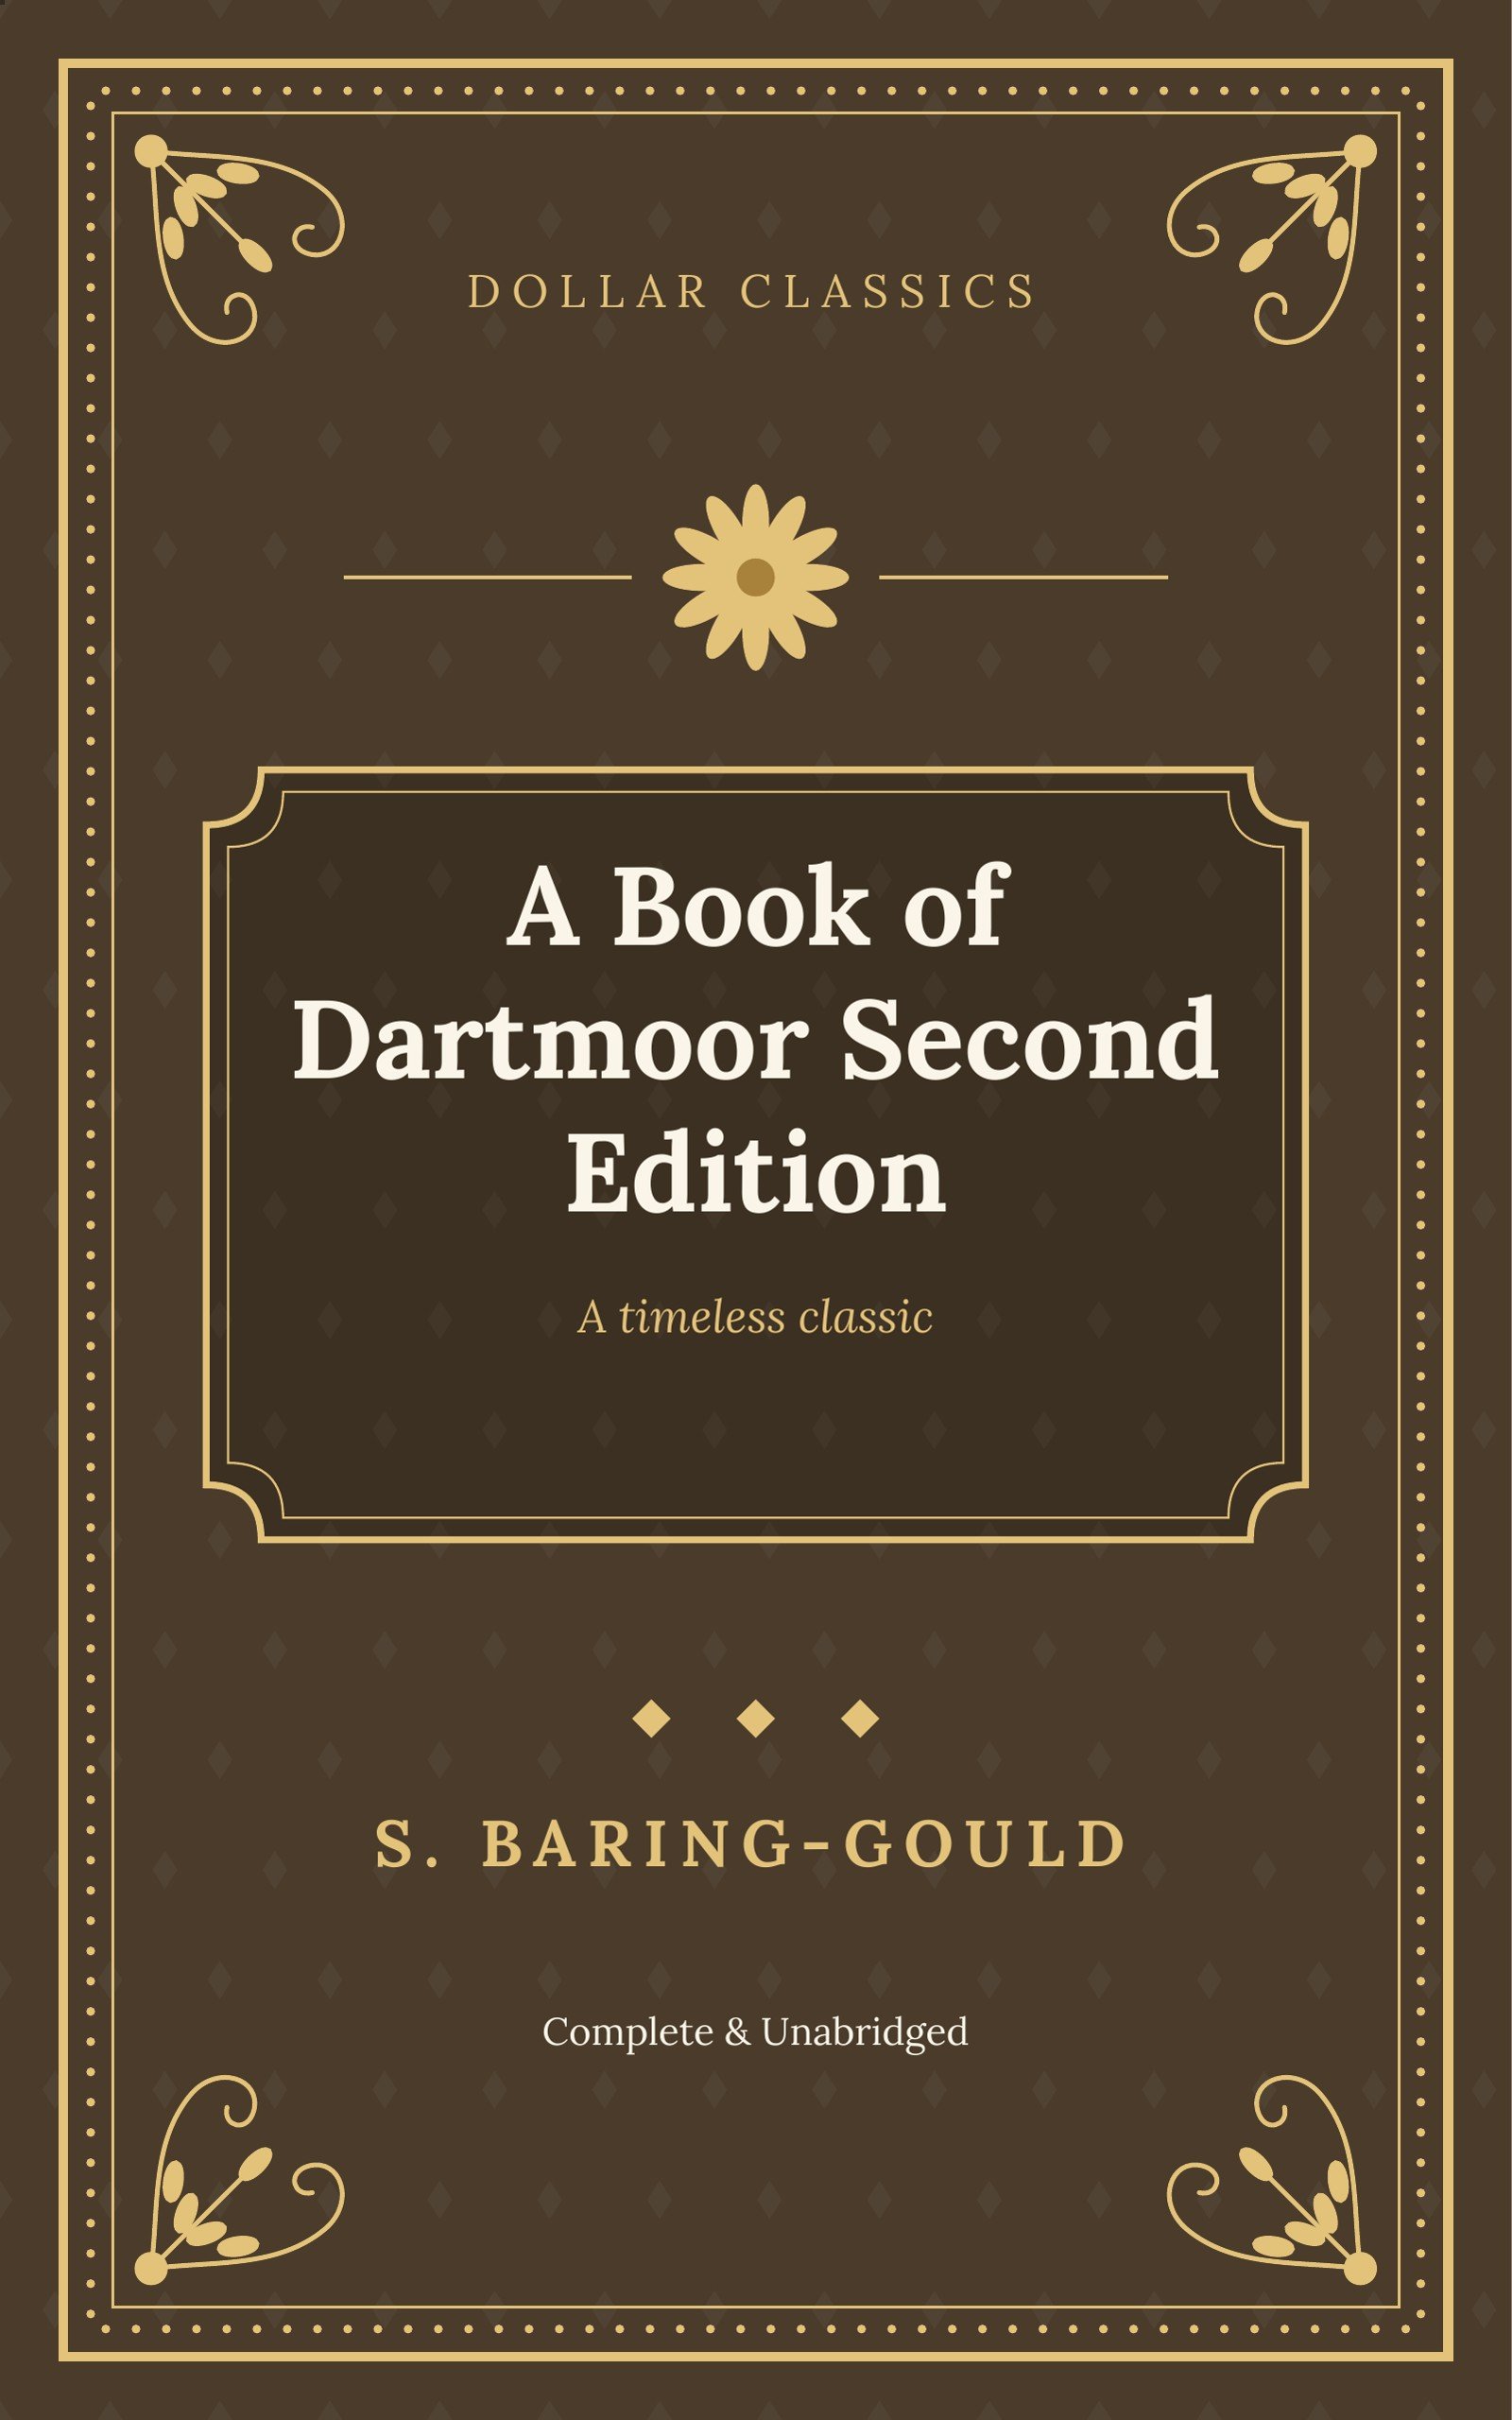 DOLLAR CLASSICS
A Book of
Dartmoor Second
Edition
A timeless classic
S. BARING-GOULD
Complete & Unabridged